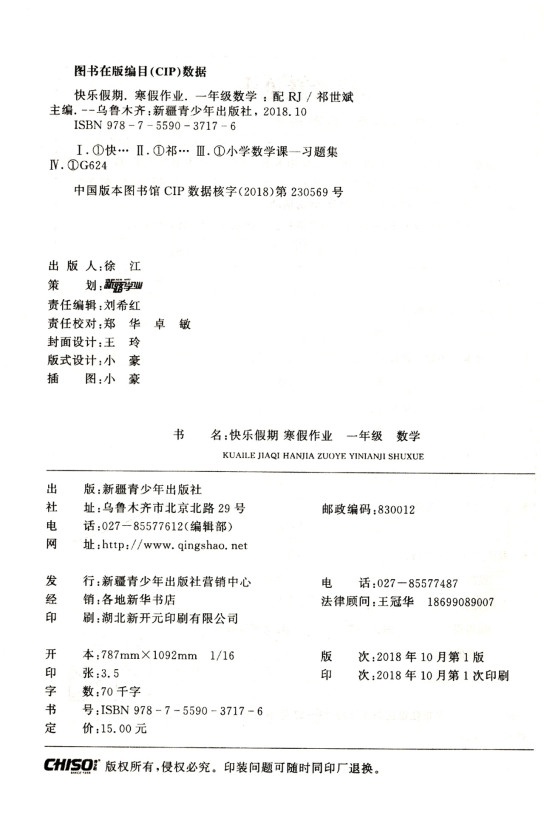 图书在版编目(CIP)数据
快乐假期. 寒假作业. 一年级数学 : 配 RJ / 祁世斌
主编. --乌鲁木齐:新疆青少年出版社, 2018.10
ISBN 978-7-5590-3717-6
Ⅰ.①快… Ⅱ.①祁… Ⅲ.①小学数学课—习题集
Ⅳ.①G624
中国版本图书馆 CIP 数据核字(2018)第 230569 号
出 版 人:徐 江
策 划:
责任编辑:刘希红
责任校对:郑 华 卓 敏
封面设计:王 玲
版式设计:小 豪
插 图:小 豪
书 名:快乐假期 寒假作业 一年级 数学
KUAILE JIAQI HANJIA ZUOYE YINIANJI SHUXUE
出 版:新疆青少年出版社
社 址:乌鲁木齐市北京北路 29 号 邮政编码:830012
电 话:027-85577612(编辑部)
网 址:http://www.qingshao.net
发 行:新疆青少年出版社营销中心 电 话:027-85577487
经 销:各地新华书店 法律顾问:王冠华 18699089007
印 刷:湖北新开元印刷有限公司
开 本:787mm×1092mm 1/16 版 次:2018 年 10 月第 1 版
印 张:3.5 印 次:2018 年 10 月第 1 次印刷
字 数:70 千字
书 号:ISBN 978-7-5590-3717-6
定 价:15.00 元
CHISO 版权所有,侵权必究。印装问题可随时同印厂退换。